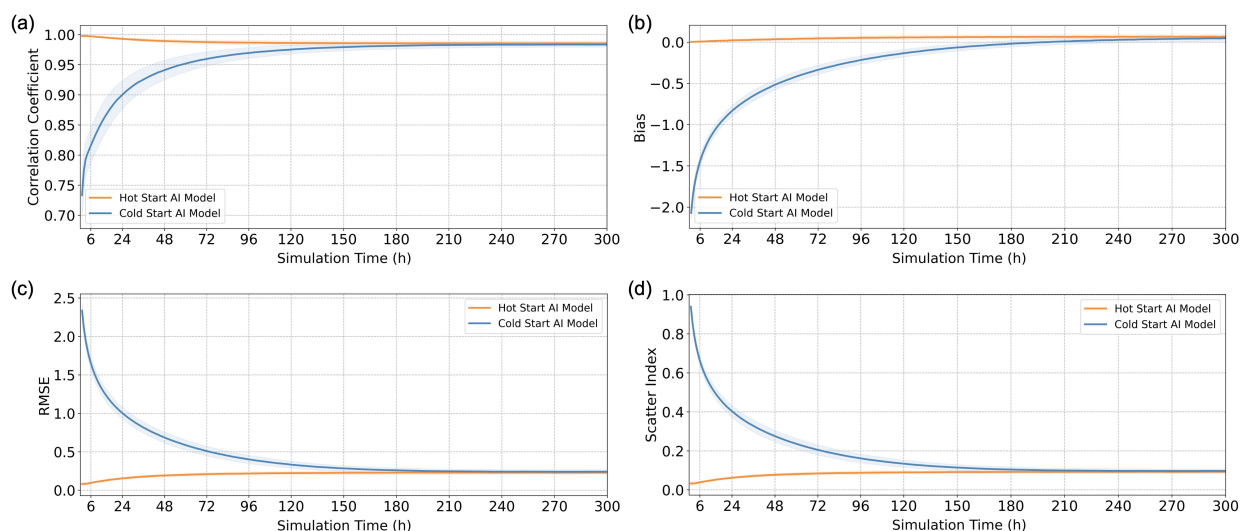 (a)
1.00
0.95
0.90
0.85
0.80
0.75
0.70
Correlation Coefficient
Hot Start AI Model
Cold Start AI Model
6 24 48 72 96 120 150 180 210 240 270 300
Simulation Time (h)
(b)
0.0
−0.5
−1.0
−1.5
−2.0
Bias
Hot Start AI Model
Cold Start AI Model
6 24 48 72 96 120 150 180 210 240 270 300
Simulation Time (h)
(c)
2.5
2.0
1.5
1.0
0.5
0.0
RMSE
Hot Start AI Model
Cold Start AI Model
6 24 48 72 96 120 150 180 210 240 270 300
Simulation Time (h)
(d)
1.0
0.8
0.6
0.4
0.2
0.0
Scatter Index
Hot Start AI Model
Cold Start AI Model
6 24 48 72 96 120 150 180 210 240 270 300
Simulation Time (h)